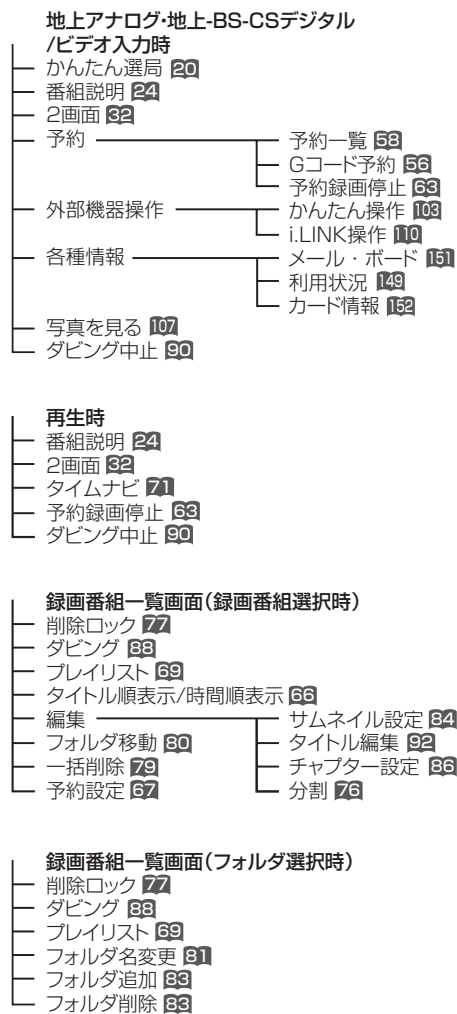 地上アナログ・地上-BS-CSデジタル
/ビデオ入力時
かんたん選局 20
番組説明 24
2画面 32
予約
予約一覧 58
Gコード予約 56
予約録画停止 63
外部機器操作
かんたん操作 103
i.LINK操作 110
各種情報
メール・ボード 151
利用状況 149
カード情報 152
写真を見る 107
ダビング中止 90
再生時
番組説明 24
2画面 32
タイムナビ 71
予約録画停止 63
ダビング中止 90
録画番組一覧画面(録画番組選択時)
削除ロック 77
ダビング 88
プレイリスト 69
タイトル順表示/時間順表示 66
編集
サムネイル設定 84
タイトル編集 92
チャプター設定 86
分割 76
フォルダ移動 80
一括削除 79
予約設定 67
録画番組一覧画面(フォルダ選択時)
削除ロック 77
ダビング 88
プレイリスト 69
フォルダ名変更 81
フォルダ追加 83
フォルダ削除 83